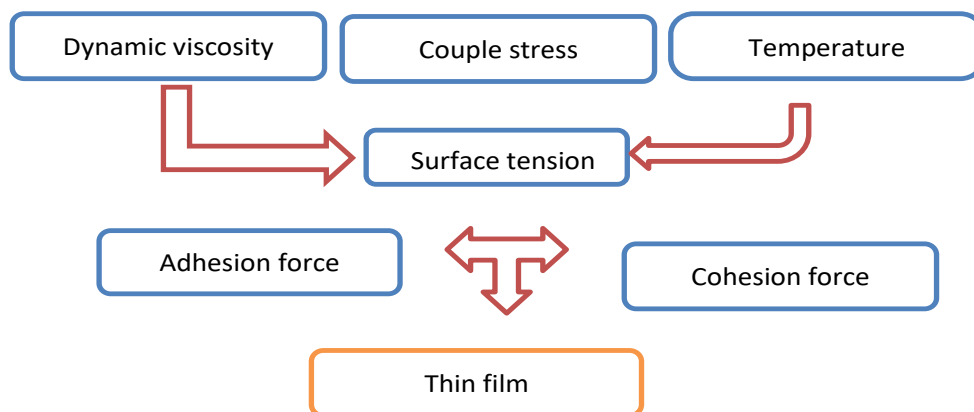 Dynamic viscosity
Couple stress
Temperature
Surface tension
Adhesion force
Cohesion force
Thin film